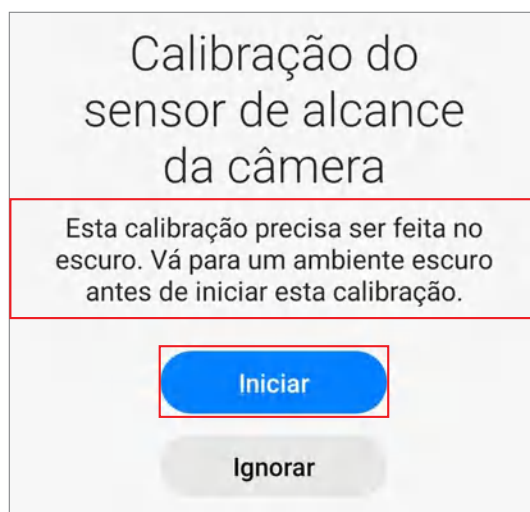 Calibração do
sensor de alcance
da câmera
Esta calibração precisa ser feita no
escuro. Vá para um ambiente escuro
antes de iniciar esta calibração.
Iniciar
Ignorar